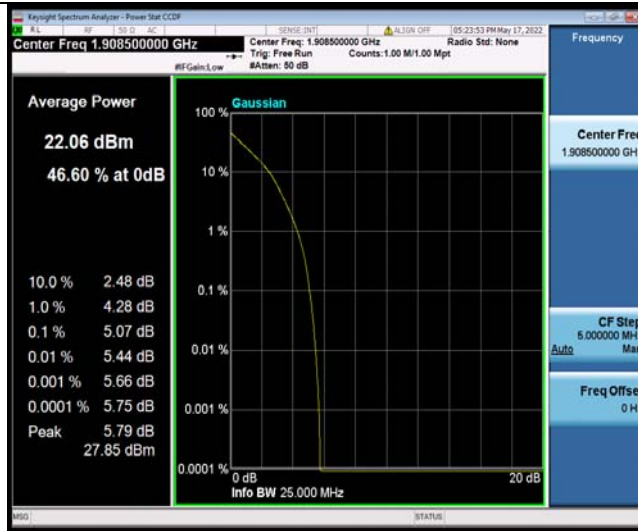 Keysight Spectrum Analyzer - Power Stat CCDF
RL RF 50 Ω AC SENSE:INT ALIGN OFF 05:23:53 PM May 17, 2022
Center Freq 1.908500000 GHz
Center Freq: 1.908500000 GHz Radio Std: None
Trig: Free Run Counts:1.00 M/1.00 Mpt
#IFGain:Low #Atten: 50 dB
Frequency
Average Power
22.06 dBm
46.60 % at 0dB
10.0 % 2.48 dB
1.0 % 4.28 dB
0.1 % 5.07 dB
0.01 % 5.44 dB
0.001 % 5.66 dB
0.0001 % 5.75 dB
Peak 5.79 dB
27.85 dBm
Gaussian
100 %
10 %
1 %
0.1 %
0.01 %
0.001 %
0.0001 %
0 dB 20 dB
Info BW 25.000 MHz
Center Fre
1.908500000 GH
CF Step
5.000000 MH
Auto Ma
Freq Offse
0 H
MSG STATUS